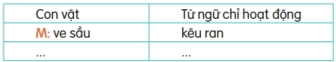 Con vật Từ ngữ chỉ hoạt động
M: ve sầu kêu ran
... ...